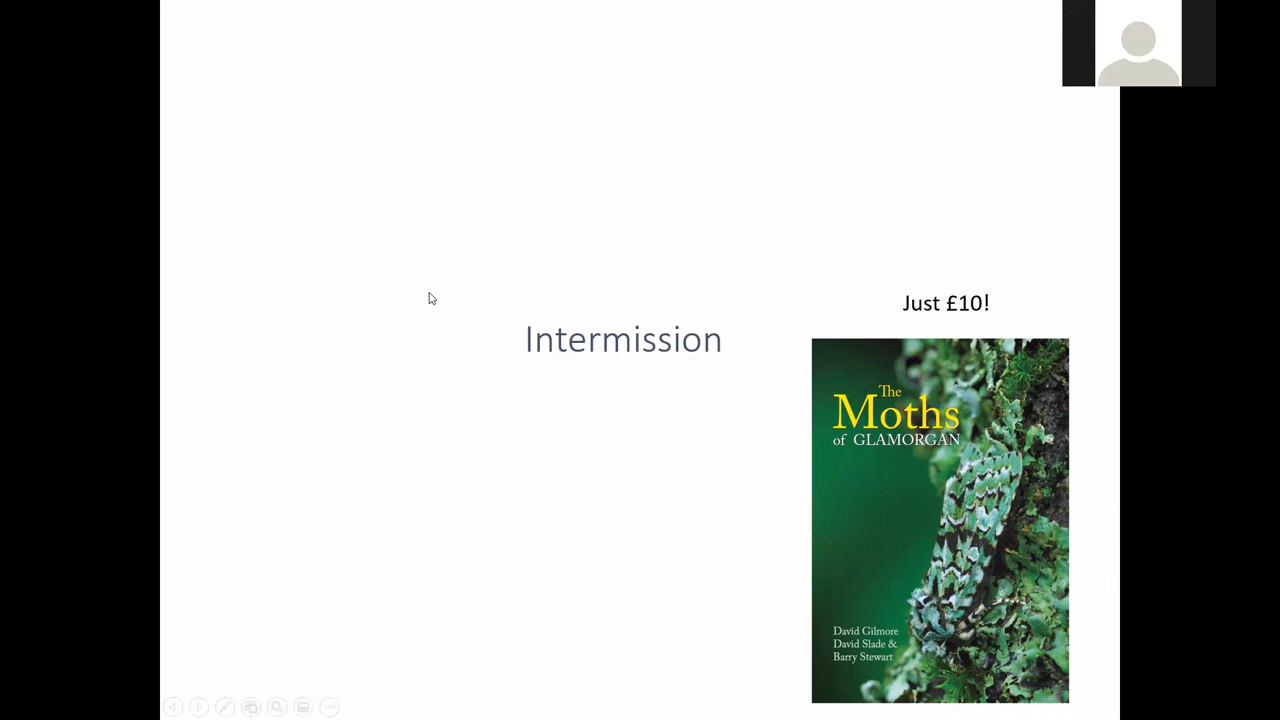 Just £10!
Intermission
The
Moths
of GLAMORGAN
David Gilmore
David Slade &
Barry Stewart